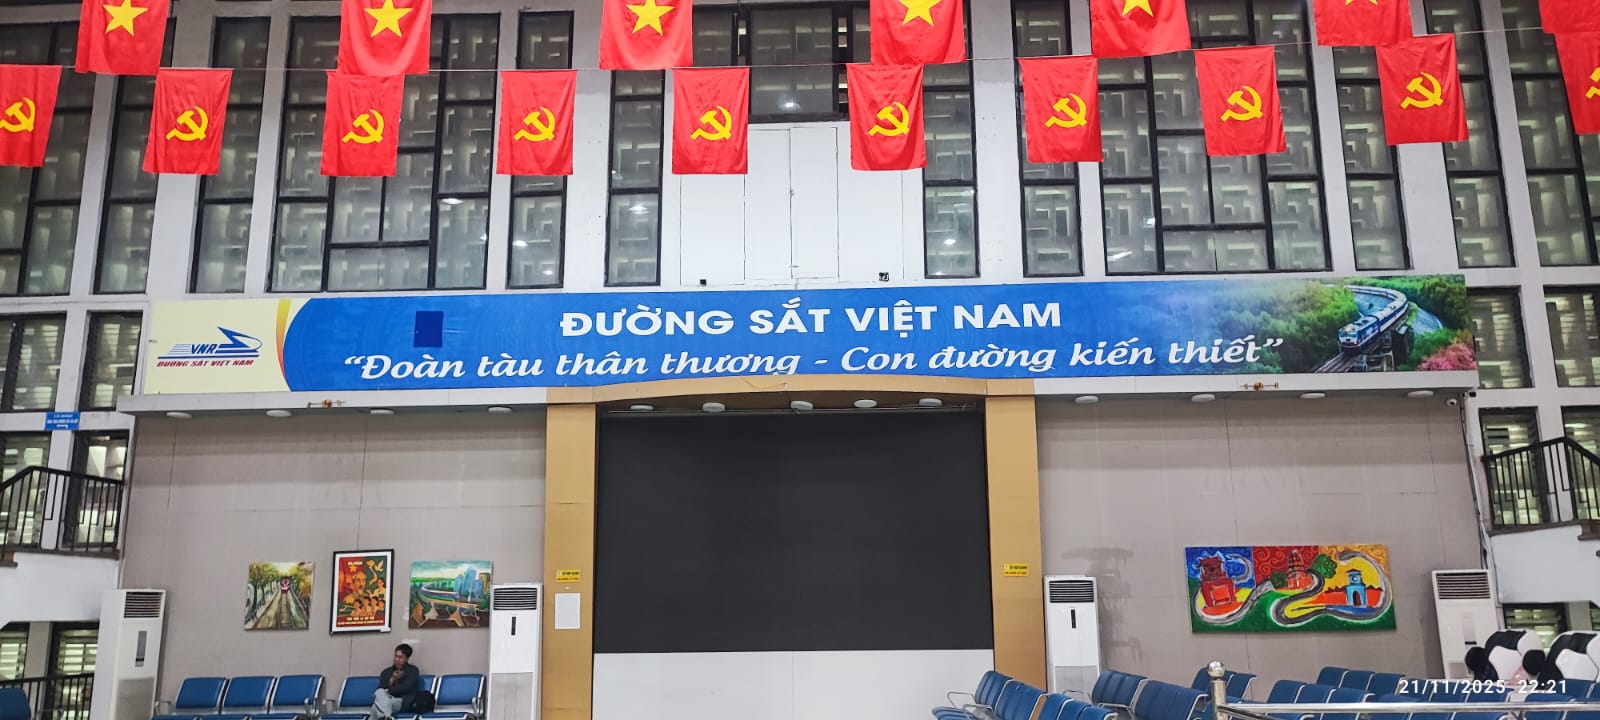 ĐƯỜNG SẮT VIỆT NAM
“Đoàn tàu thân thương - Con đường kiến thiết”
VNR
ĐƯỜNG SẮT VIỆT NAM
21/11/2025 22:21